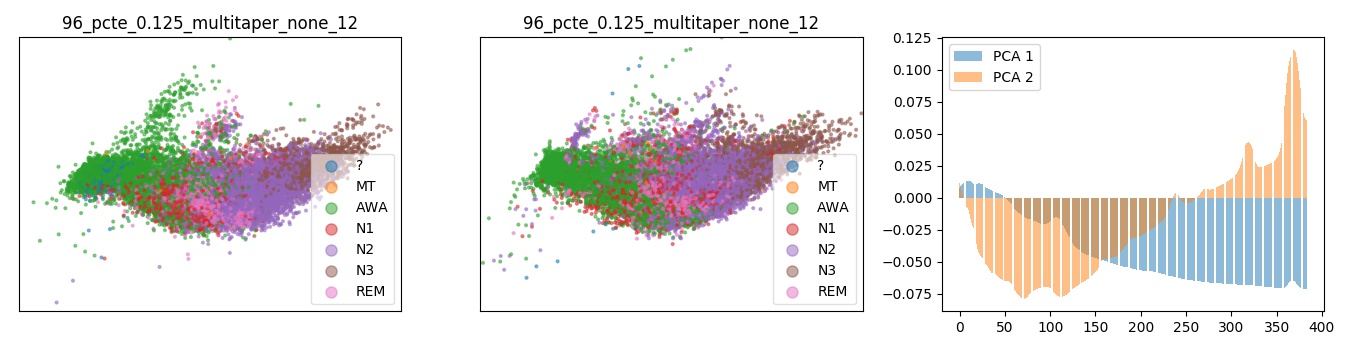 96_pcte_0.125_multitaper_none_12
?
MT
AWA
N1
N2
N3
REM
96_pcte_0.125_multitaper_none_12
?
MT
AWA
N1
N2
N3
REM
PCA 1
PCA 2
0.125
0.100
0.075
0.050
0.025
0.000
−0.025
−0.050
−0.075
0 50 100 150 200 250 300 350 400